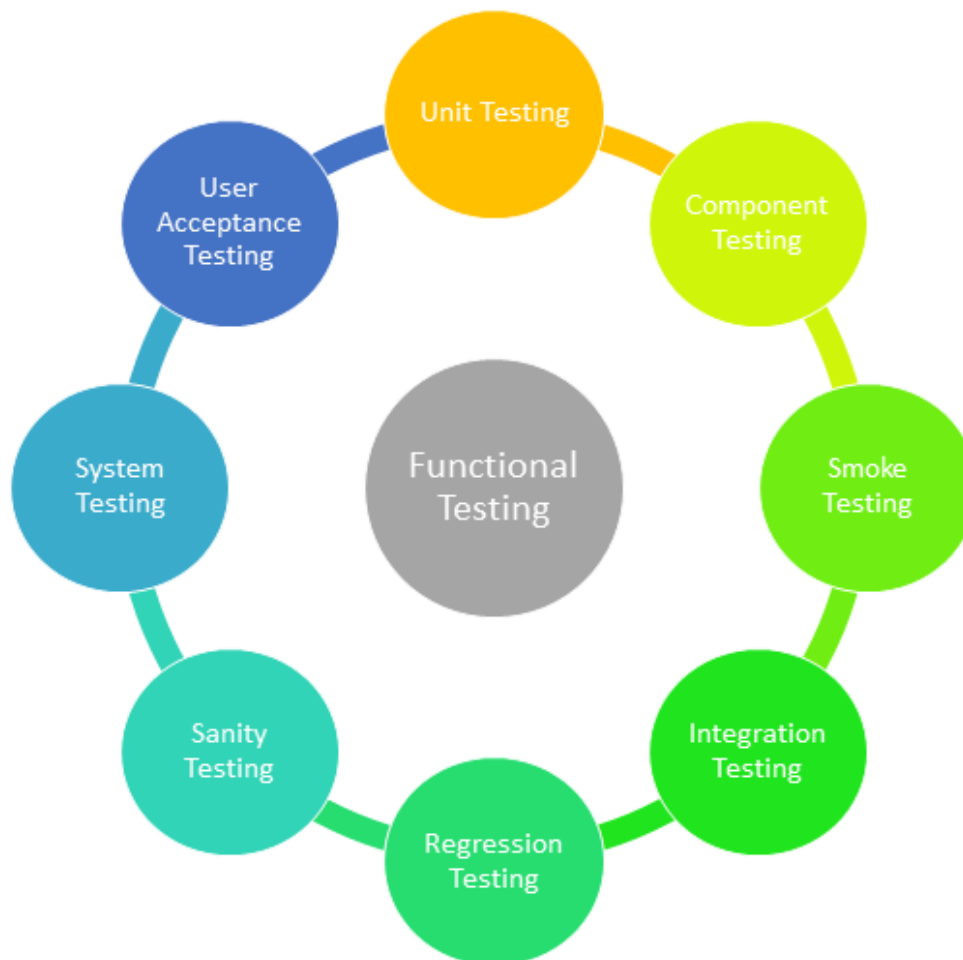 Unit Testing
Component
Testing
Smoke
Testing
Integration
Testing
Regression
Testing
Sanity
Testing
System
Testing
User
Acceptance
Testing
Functional
Testing